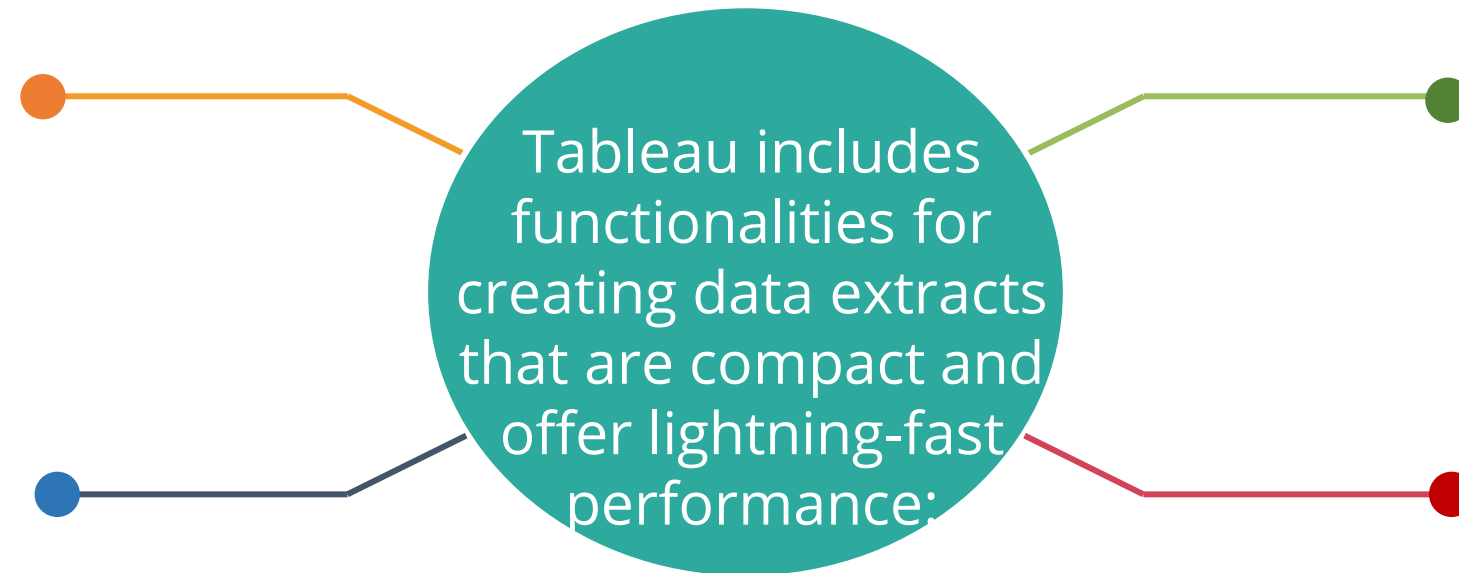 Tableau includes
functionalities for
creating data extracts
that are compact and
offer lightning-fast
performance: